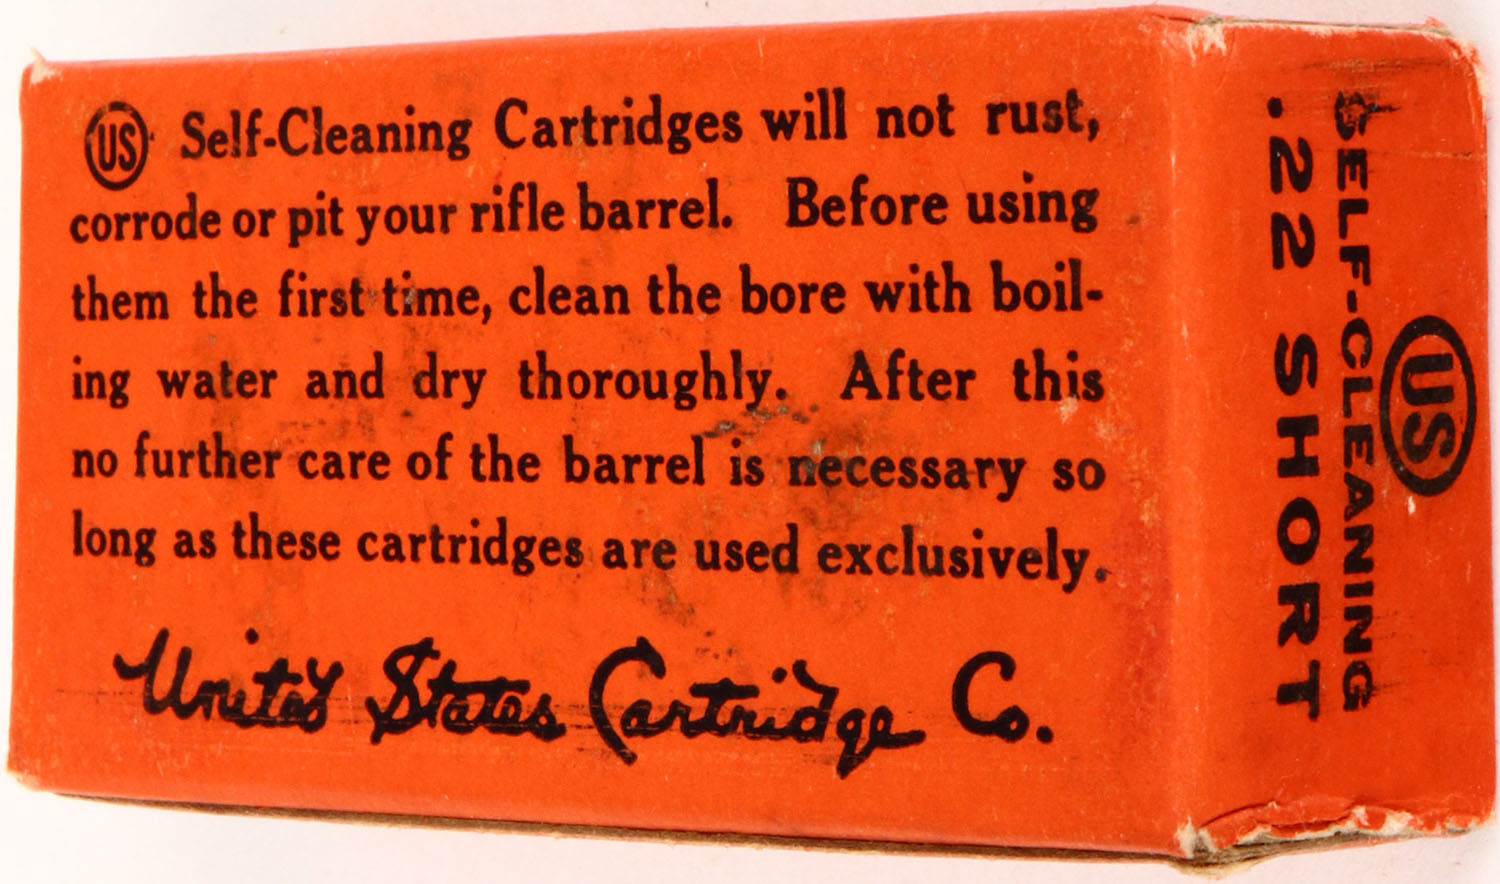 US Self-Cleaning Cartridges will not rust,
corrode or pit your rifle barrel. Before using
them the first time, clean the bore with boil-
ing water and dry thoroughly. After this
no further care of the barrel is necessary so
long as these cartridges are used exclusively.
United States Cartridge Co.
US
SELF-CLEANING
.22 SHORT